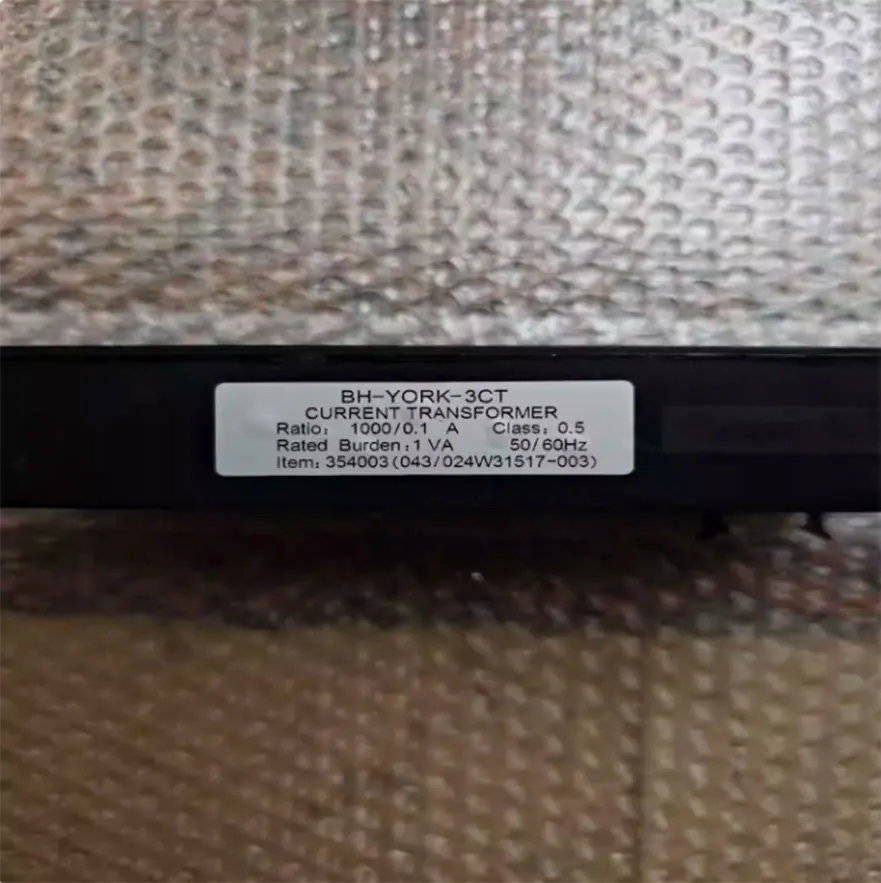 BH-YORK-3CT
CURRENT TRANSFORMER
Ratio: 1000/0.1 A Class: 0.5
Rated Burden: 1 VA 50/60Hz
Item: 354003(043/024W31517-003)